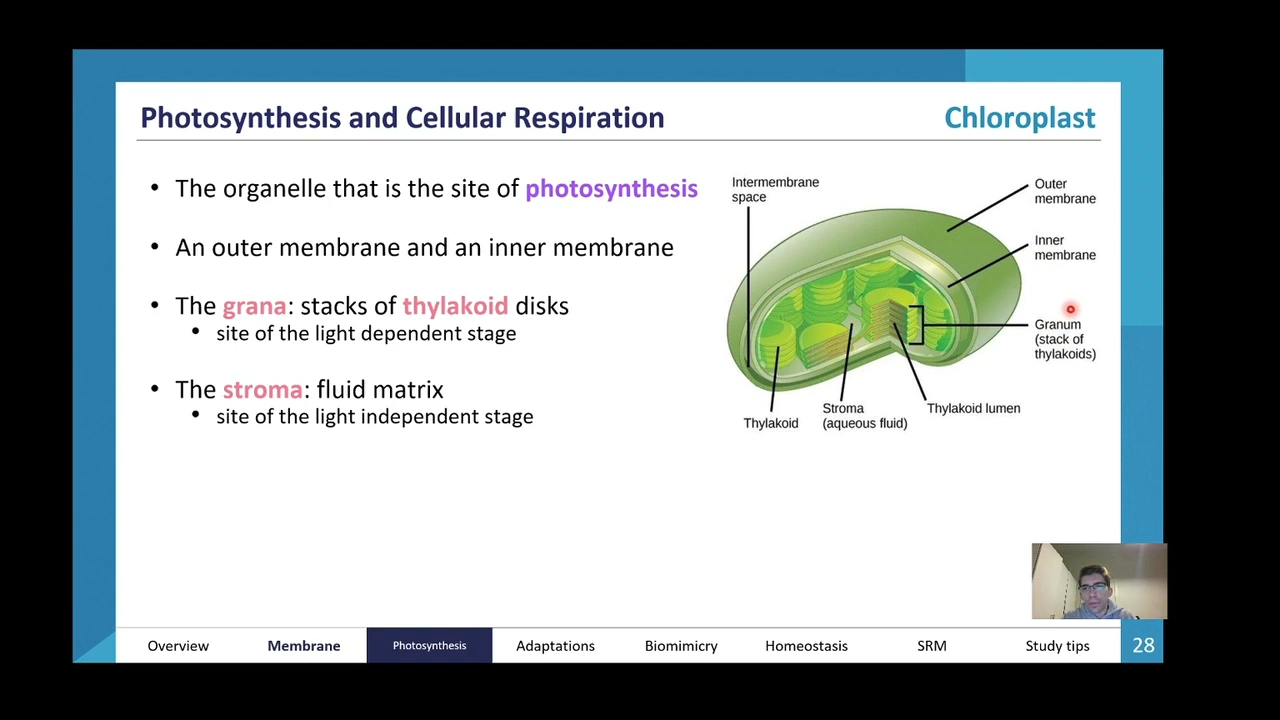 Photosynthesis and Cellular Respiration
Chloroplast
• The organelle that is the site of photosynthesis
• An outer membrane and an inner membrane
• The grana: stacks of thylakoid disks
• site of the light dependent stage
• The stroma: fluid matrix
• site of the light independent stage
Intermembrane
space
Outer
membrane
Inner
membrane
Granum
(stack of
thylakoids)
Thylakoid
Stroma
(aqueous fluid)
Thylakoid lumen
Overview
Membrane
Photosynthesis
Adaptations
Biomimicry
Homeostasis
SRM
Study tips
28